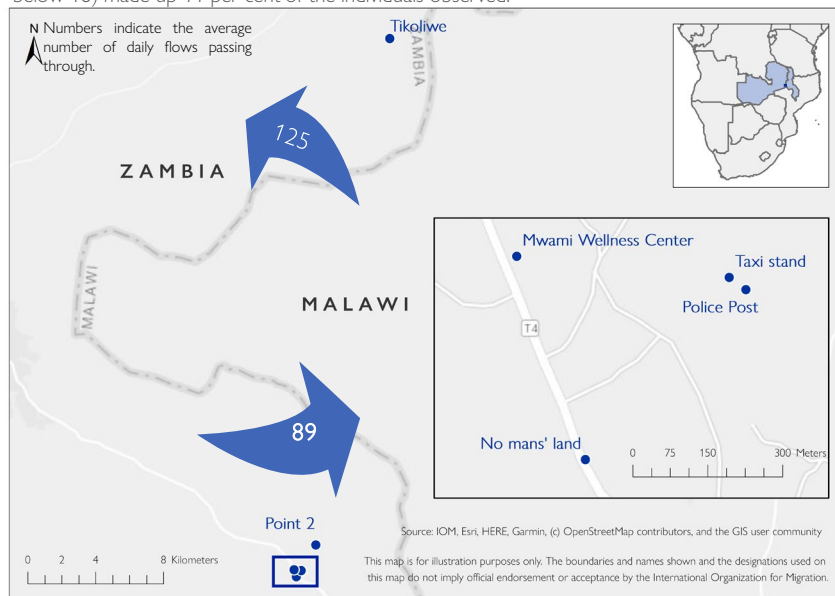 N Numbers indicate the average
number of daily flows passing
through.
Tikoliwe
ZAMBIA
125
ZAMBIA
Mwami Wellness Center
Taxi stand
Police Post
MALAWI
MALAWI
T4
89
No mans' land
0 75 150 300 Meters
Point 2
Source: IOM, Esri, HERE, Garmin, (c) OpenStreetMap contributors, and the GIS user community
0 2 4 8 Kilometers
This map is for illustration purposes only. The boundaries and names shown and the designations used on
this map do not imply official endorsement or acceptance by the International Organization for Migration.